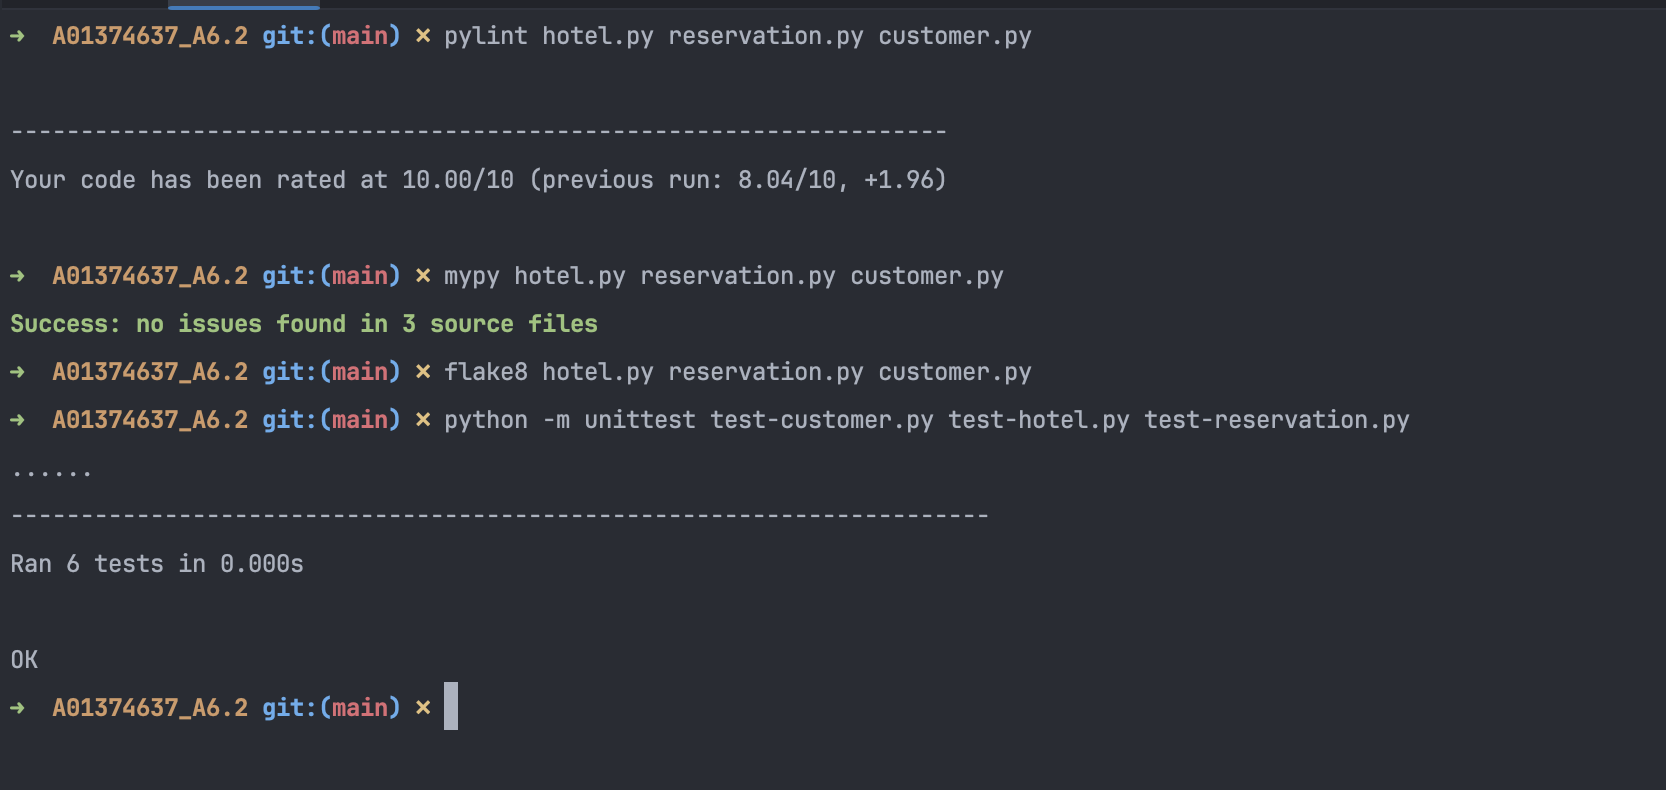 ➜  A01374637_A6.2 git:(main) ✗ pylint hotel.py reservation.py customer.py
-------------------------------------------------------------------
Your code has been rated at 10.00/10 (previous run: 8.04/10, +1.96)
➜  A01374637_A6.2 git:(main) ✗ mypy hotel.py reservation.py customer.py
Success: no issues found in 3 source files
➜  A01374637_A6.2 git:(main) ✗ flake8 hotel.py reservation.py customer.py
➜  A01374637_A6.2 git:(main) ✗ python -m unittest test-customer.py test-hotel.py test-reservation.py
......
----------------------------------------------------------------------
Ran 6 tests in 0.000s
OK
➜  A01374637_A6.2 git:(main) ✗